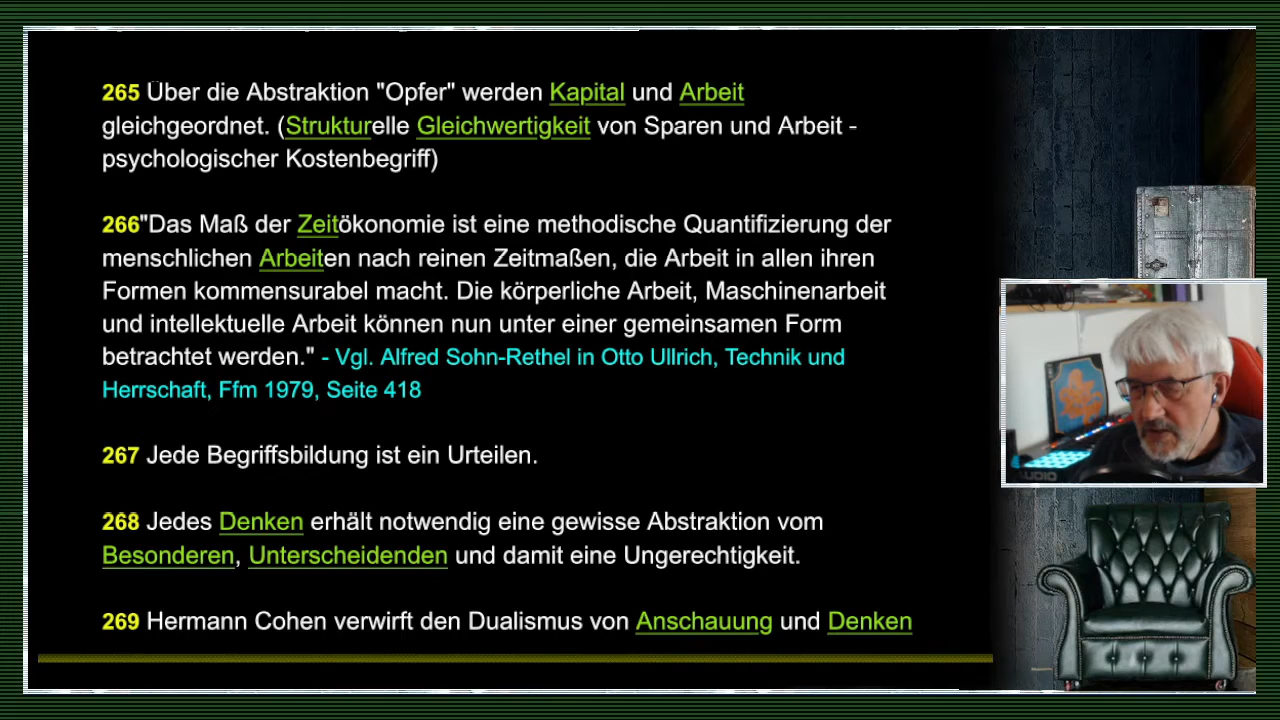 265 Über die Abstraktion "Opfer" werden Kapital und Arbeit
gleichgeordnet. (Strukturelle Gleichwertigkeit von Sparen und Arbeit -
psychologischer Kostenbegriff)
266"Das Maß der Zeitökonomie ist eine methodische Quantifizierung der
menschlichen Arbeiten nach reinen Zeitmaßen, die Arbeit in allen ihren
Formen kommensurabel macht. Die körperliche Arbeit, Maschinenarbeit
und intellektuelle Arbeit können nun unter einer gemeinsamen Form
betrachtet werden." - Vgl. Alfred Sohn-Rethel in Otto Ullrich, Technik und
Herrschaft, Ffm 1979, Seite 418
267 Jede Begriffsbildung ist ein Urteilen.
268 Jedes Denken erhält notwendig eine gewisse Abstraktion vom
Besonderen, Unterscheidenden und damit eine Ungerechtigkeit.
269 Hermann Cohen verwirft den Dualismus von Anschauung und Denken